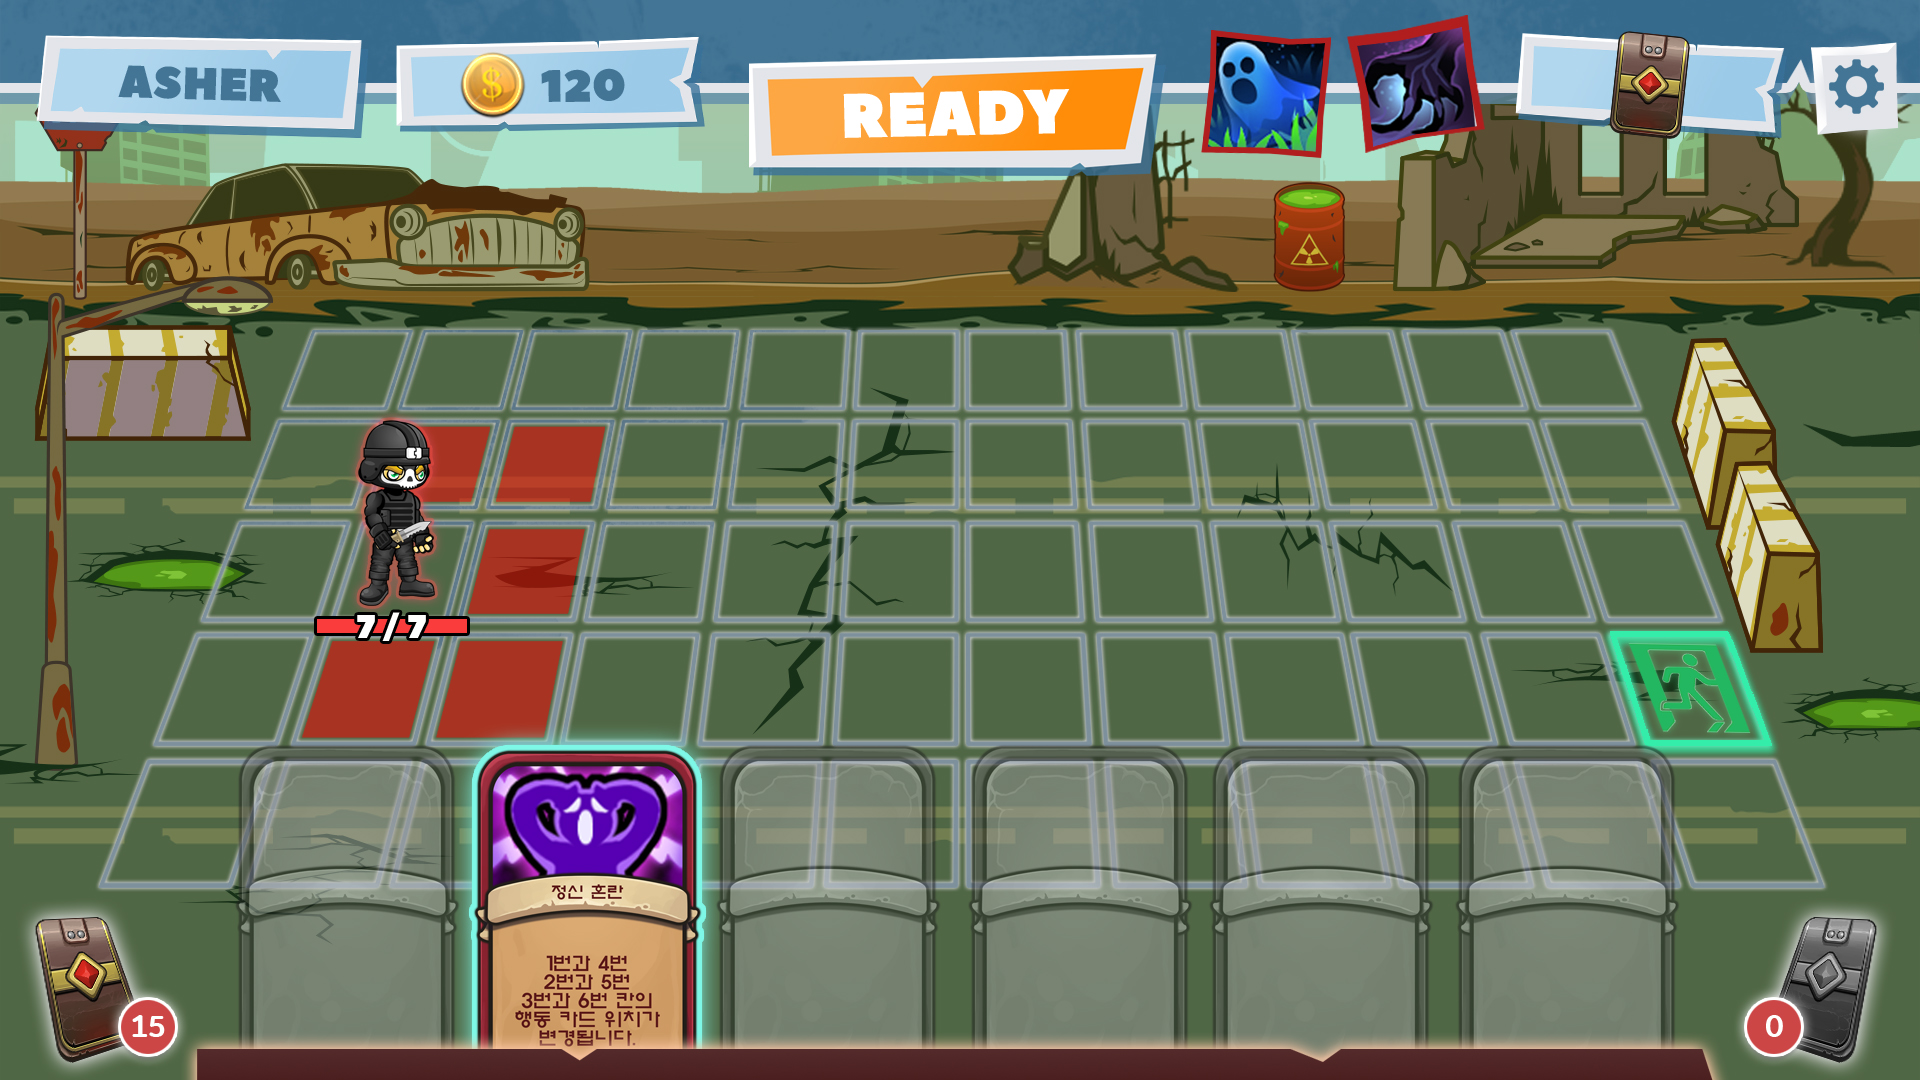 ASHER
120
READY
7/7
정신 혼란
1번과 4번
2번과 5번
3번과 6번 칸의
행동 카드 위치가
변경됩니다.
15
0